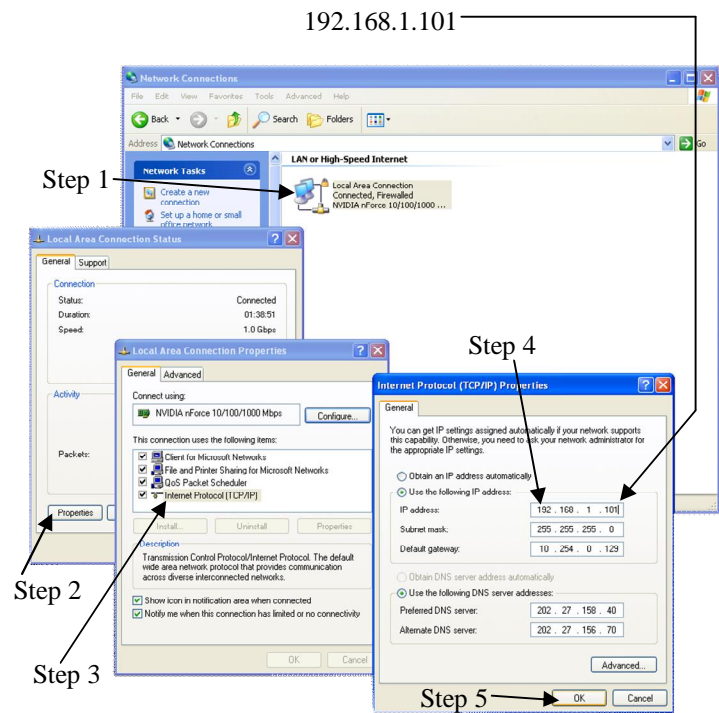 192.168.1.101
Network Connections
File Edit View Favorites Tools Advanced Help
Back Search Folders
Address Network Connections Go
Network Tasks
Create a new
connection
Set up a home or small
office network
LAN or High-Speed Internet
Local Area Connection
Connected, Firewalled
NVIDIA nForce 10/100/1000 ...
Step 1
Local Area Connection Status
General Support
Connection
Status: Connected
Duration: 01:38:51
Speed: 1.0 Gbps
Activity
Packets:
Properties
Step 2
Local Area Connection Properties
General Advanced
Connect using:
NVIDIA nForce 10/100/1000 Mbps Configure...
This connection uses the following items:
Client for Microsoft Networks
File and Printer Sharing for Microsoft Networks
QoS Packet Scheduler
Internet Protocol (TCP/IP)
Install... Uninstall Properties
Description
Transmission Control Protocol/Internet Protocol. The default
wide area network protocol that provides communication
across diverse interconnected networks.
Show icon in notification area when connected
Notify me when this connection has limited or no connectivity
OK Cancel
Step 3
Step 4
Internet Protocol (TCP/IP) Properties
General
You can get IP settings assigned automatically if your network supports
this capability. Otherwise, you need to ask your network administrator for
the appropriate IP settings.
Obtain an IP address automatically
Use the following IP address:
IP address: 192 . 168 . 1 . 101
Subnet mask: 255 . 255 . 255 . 0
Default gateway: 10 . 254 . 0 . 129
Obtain DNS server address automatically
Use the following DNS server addresses:
Preferred DNS server: 202 . 27 . 158 . 40
Alternate DNS server: 202 . 27 . 156 . 70
Advanced...
OK Cancel
Step 5